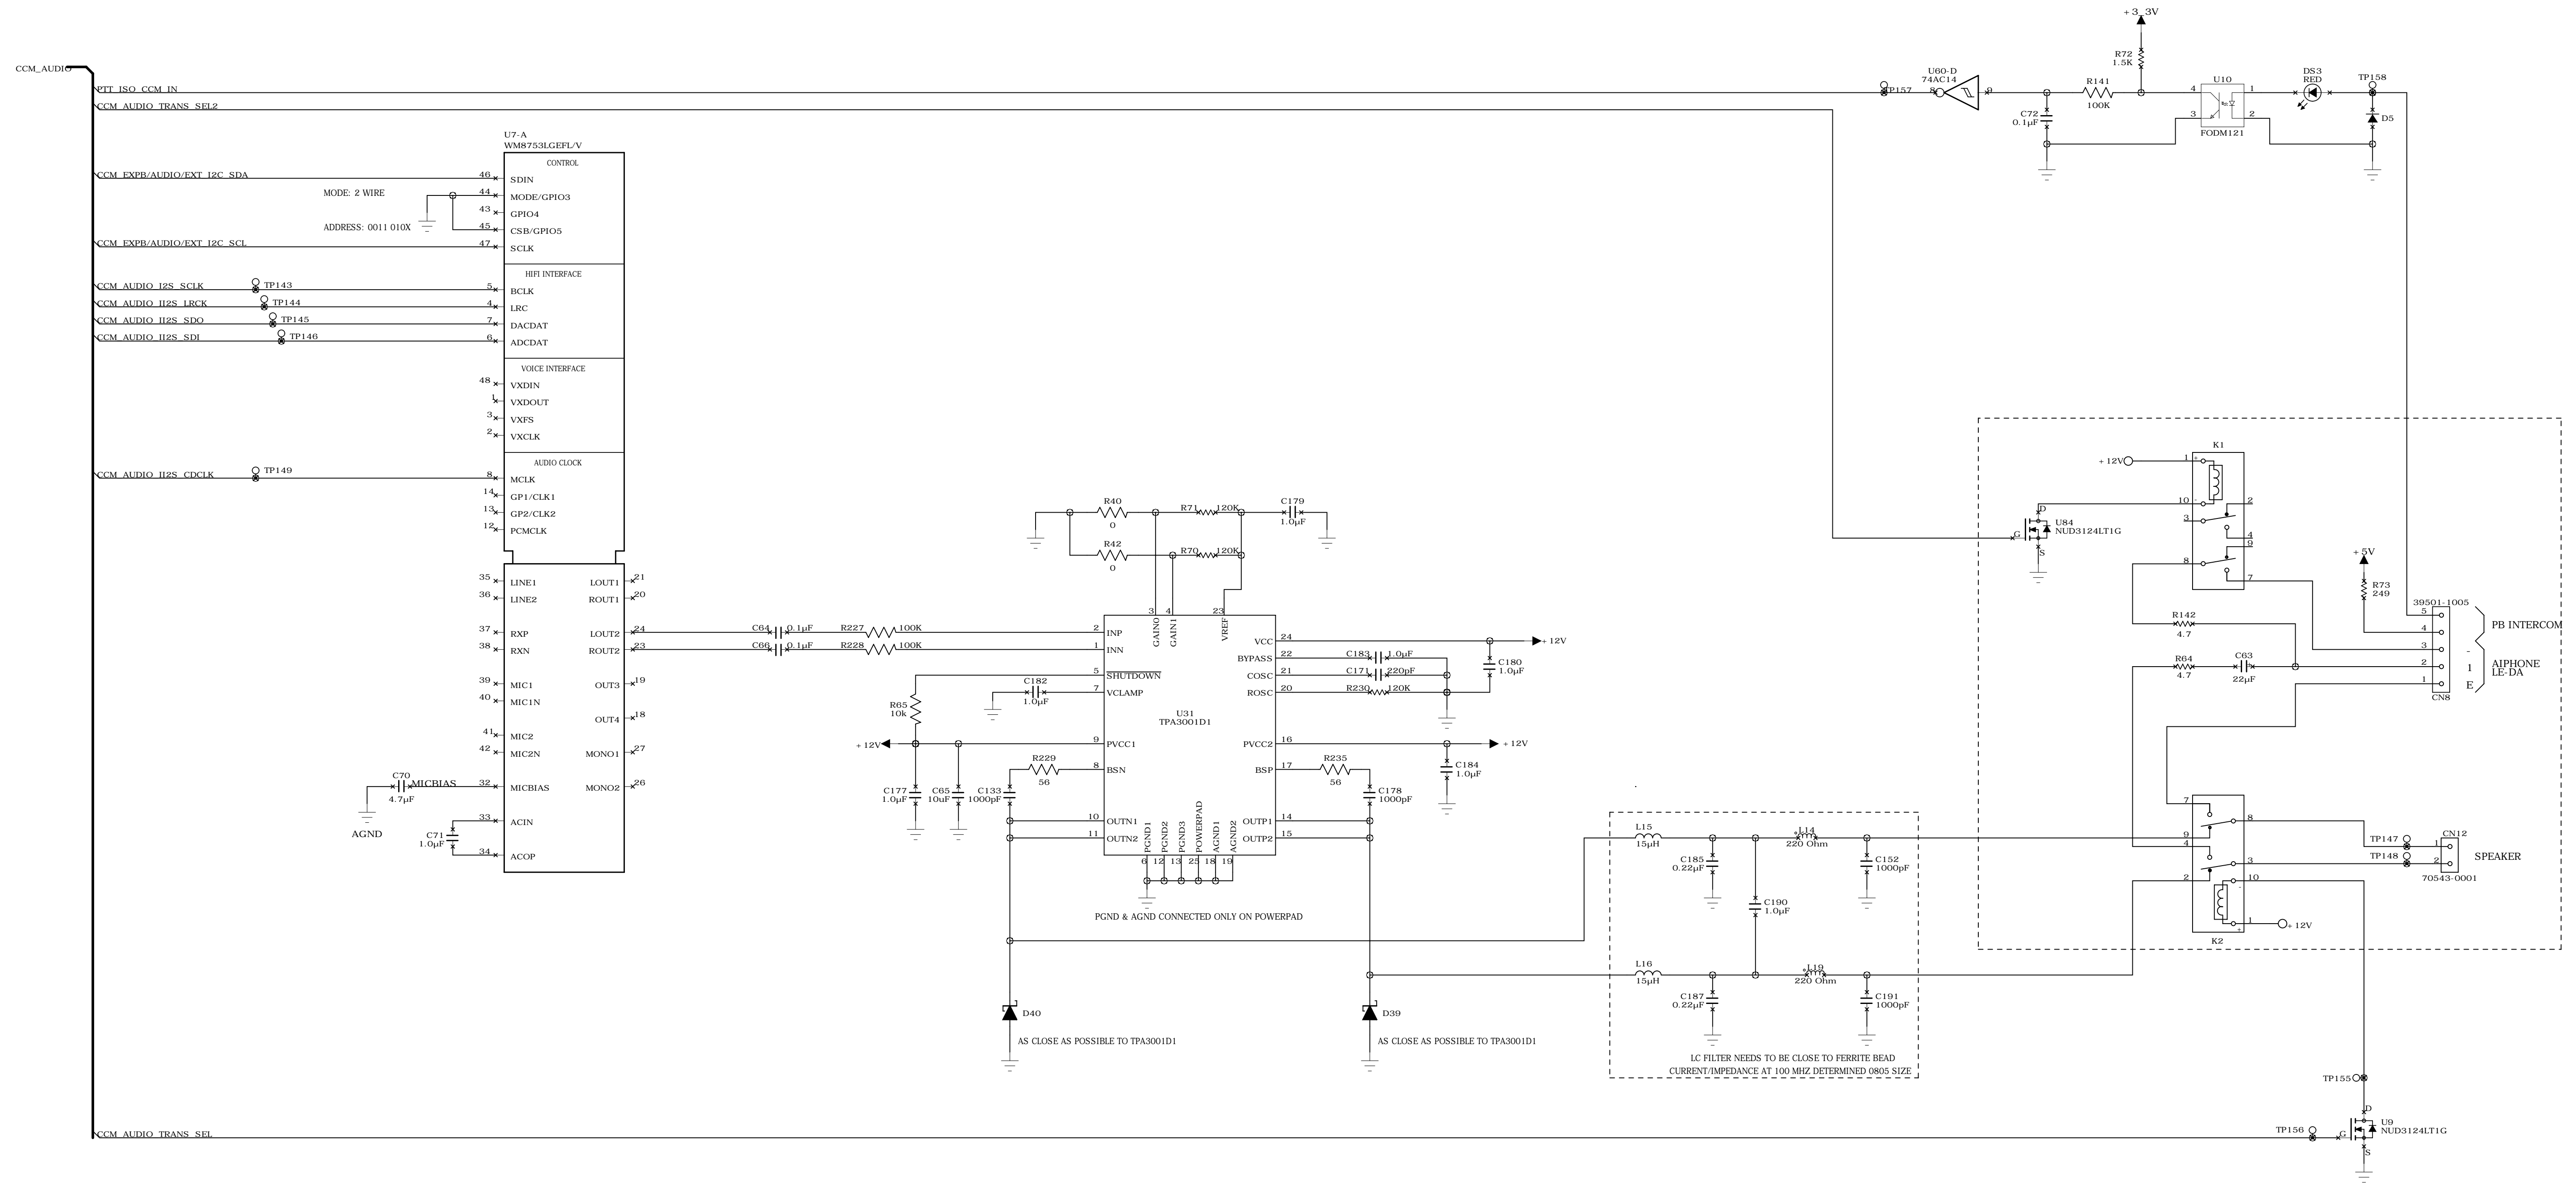 +3_3V
R72
1.5K
CCM_AUDIO
PTT_ISO_CCM_IN
CCM_AUDIO_TRANS_SEL2
TP157
8
U60-D
74AC14
9
C72
0.1µF
R141
100K
4
3
U10
FODM121
1
2
DS3
RED
TP158
D5
U7-A
WM8753LGEFL/V
CONTROL
CCM_EXPB/AUDIO/EXT_I2C_SDA
46 SDIN
MODE: 2 WIRE
44 MODE/GPIO3
43 GPIO4
ADDRESS: 0011 010X
45 CSB/GPIO5
CCM_EXPB/AUDIO/EXT_I2C_SCL
47 SCLK
HIFI INTERFACE
CCM_AUDIO_I2S_SCLK TP143 5 BCLK
CCM_AUDIO_II2S_LRCK TP144 4 LRC
CCM_AUDIO_II2S_SDO TP145 7 DACDAT
CCM_AUDIO_II2S_SDI TP146 6 ADCDAT
VOICE INTERFACE
48 VXDIN
1 VXDOUT
3 VXFS
2 VXCLK
AUDIO CLOCK
CCM_AUDIO_II2S_CDCLK TP149 8 MCLK
14 GP1/CLK1
13 GP2/CLK2
12 PCMCLK
35 LINE1 LOUT1 21
36 LINE2 ROUT1 20
37 RXP LOUT2 24
38 RXN ROUT2 23
39 MIC1 OUT3 19
40 MIC1N
OUT4 18
41 MIC2
42 MIC2N MONO1 27
32 MICBIAS MONO2 26
C70
MICBIAS
4.7µF
AGND
33 ACIN
C71
1.0µF
34 ACOP
C64 0.1µF R227 100K
C66 0.1µF R228 100K
R40
0
R71 120K
C179
1.0µF
R42
0
R70 120K
3 4 23
GAIN0
GAIN1
VREF
2 INP
1 INN
5 SHUTDOWN
7 VCLAMP
C182
1.0µF
R65
10k
U31
TPA3001D1
+12V
9 PVCC1
R229
56
8 BSN
C177
1.0µF
C65
10uF
C133
1000pF
10 OUTN1
11 OUTN2
PGND1
PGND2
PGND3
POWERPAD
AGND1
AGND2
6 12 13 25 18 19
PGND & AGND CONNECTED ONLY ON POWERPAD
VCC 24
+12V
BYPASS 22
C183 1.0µF
COSC 21
C171 220pF
ROSC 20
R230 120K
C180
1.0µF
PVCC2 16
+12V
BSP 17
R235
56
C184
1.0µF
C178
1000pF
OUTP1 14
OUTP2 15
D40
AS CLOSE AS POSSIBLE TO TPA3001D1
D39
AS CLOSE AS POSSIBLE TO TPA3001D1
L15
15µH
L14
220 Ohm
C185
0.22µF
C152
1000pF
C190
1.0µF
L16
15µH
L19
220 Ohm
C187
0.22µF
C191
1000pF
LC FILTER NEEDS TO BE CLOSE TO FERRITE BEAD
CURRENT/IMPEDANCE AT 100 MHZ DETERMINED 0805 SIZE
K1
+12V
1 +
10 -
2
3
4
9
8
7
D
G
S
U84
NUD3124LT1G
+5V
R73
249
39501-1005
5
4
3
2
1
CN8
PB INTERCOM
-
1
E
AIPHONE
LE-DA
R142
4.7
R64
4.7
C63
22µF
7
8
9
4
3
2
10
-
1
+
+12V
K2
TP147
1
TP148
2
CN12
70543-0001
SPEAKER
TP155
D
G
S
U9
NUD3124LT1G
TP156
CCM_AUDIO_TRANS_SEL